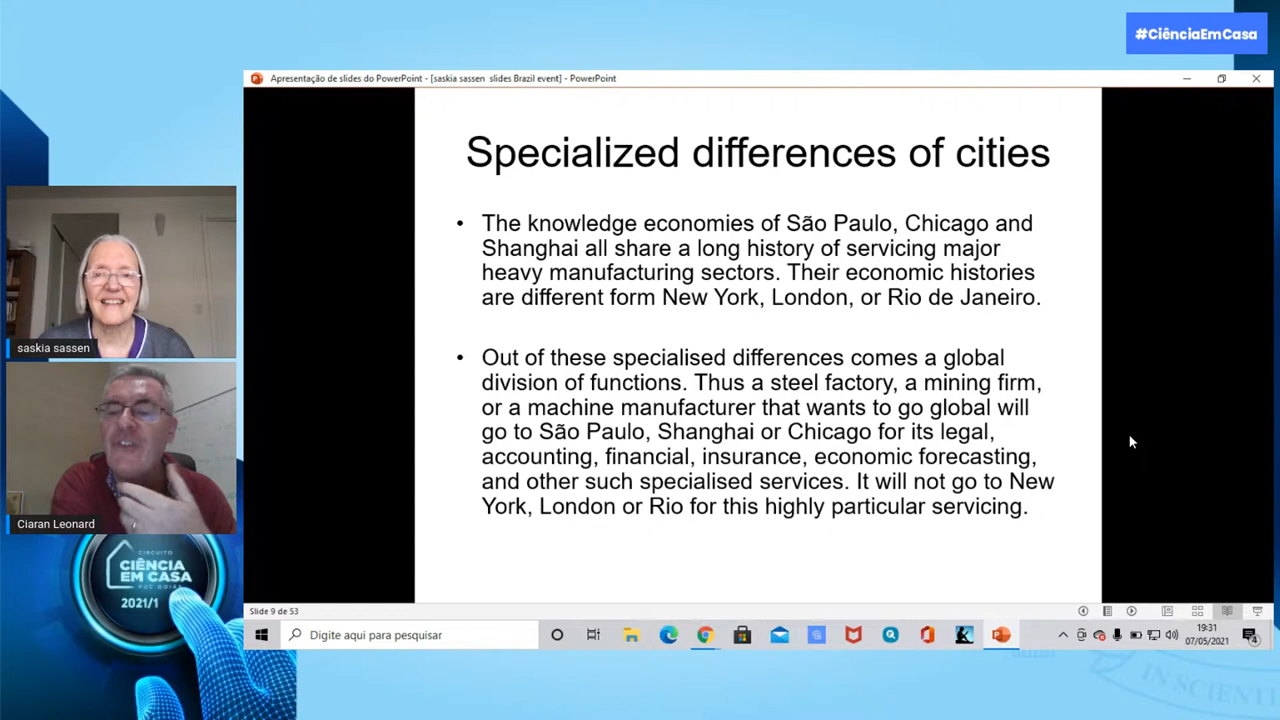 #CiênciaEmCasa
Apresentação de slides do PowerPoint - [saskia sassen slides Brazil event] - PowerPoint
Specialized differences of cities
• The knowledge economies of São Paulo, Chicago and
Shanghai all share a long history of servicing major
heavy manufacturing sectors. Their economic histories
are different form New York, London, or Rio de Janeiro.
• Out of these specialised differences comes a global
division of functions. Thus a steel factory, a mining firm,
or a machine manufacturer that wants to go global will
go to São Paulo, Shanghai or Chicago for its legal,
accounting, financial, insurance, economic forecasting,
and other such specialised services. It will not go to New
York, London or Rio for this highly particular servicing.
saskia sassen
Ciaran Leonard
CIRCUITO
CIÊNCIA
EM CASA
PUC GOIÁS
2021/1
Slide 9 de 53
Digite aqui para pesquisar
19:31
07/05/2021
4
IN SCIENTI